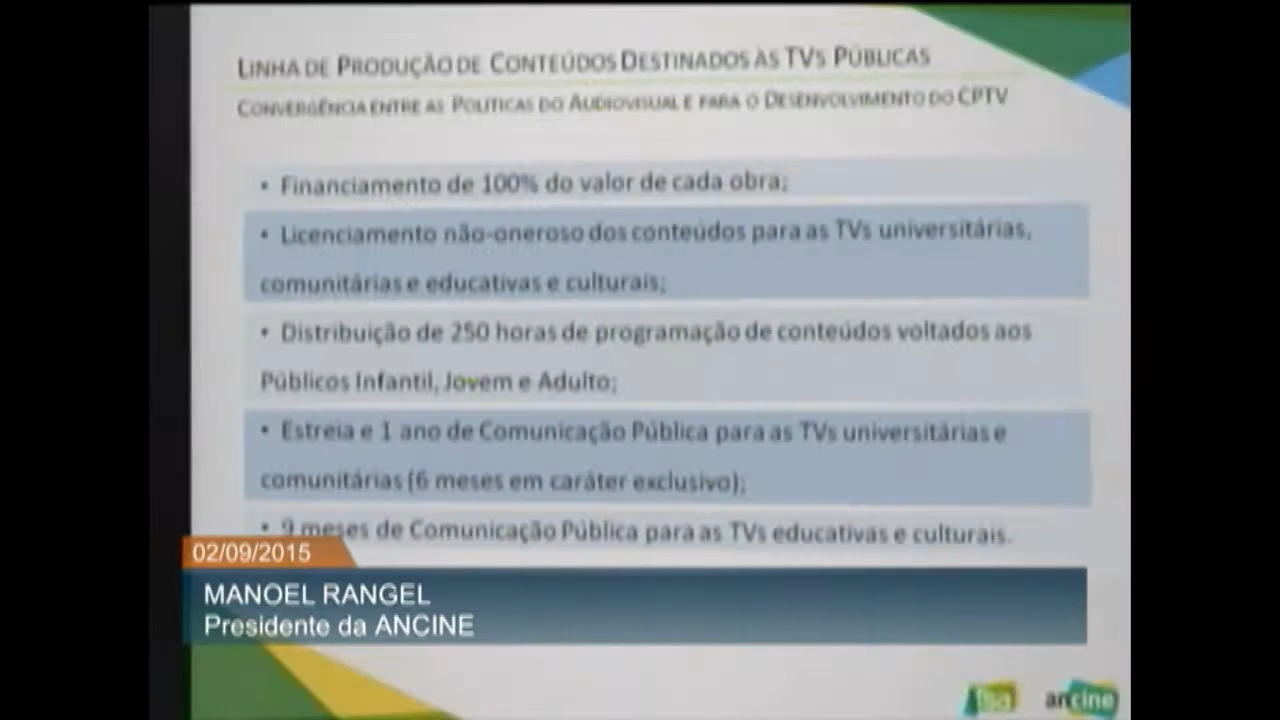 LINHA DE PRODUÇÃO DE CONTEÚDOS DESTINADOS ÀS TVS PÚBLICAS
CONVERGÊNCIA ENTRE AS POLÍTICAS DO AUDIOVISUAL E PARA O DESENVOLVIMENTO DO CPTV
• Financiamento de 100% do valor de cada obra;
• Licenciamento não-oneroso dos conteúdos para as TVs universitárias,
comunitárias e educativas e culturais;
• Distribuição de 250 horas de programação de conteúdos voltados aos
Públicos Infantil, Jovem e Adulto;
• Estreia e 1 ano de Comunicação Pública para as TVs universitárias e
comunitárias (6 meses em caráter exclusivo);
• 9 meses de Comunicação Pública para as TVs educativas e culturais.
02/09/2015
MANOEL RANGEL
Presidente da ANCINE
fsa ancine